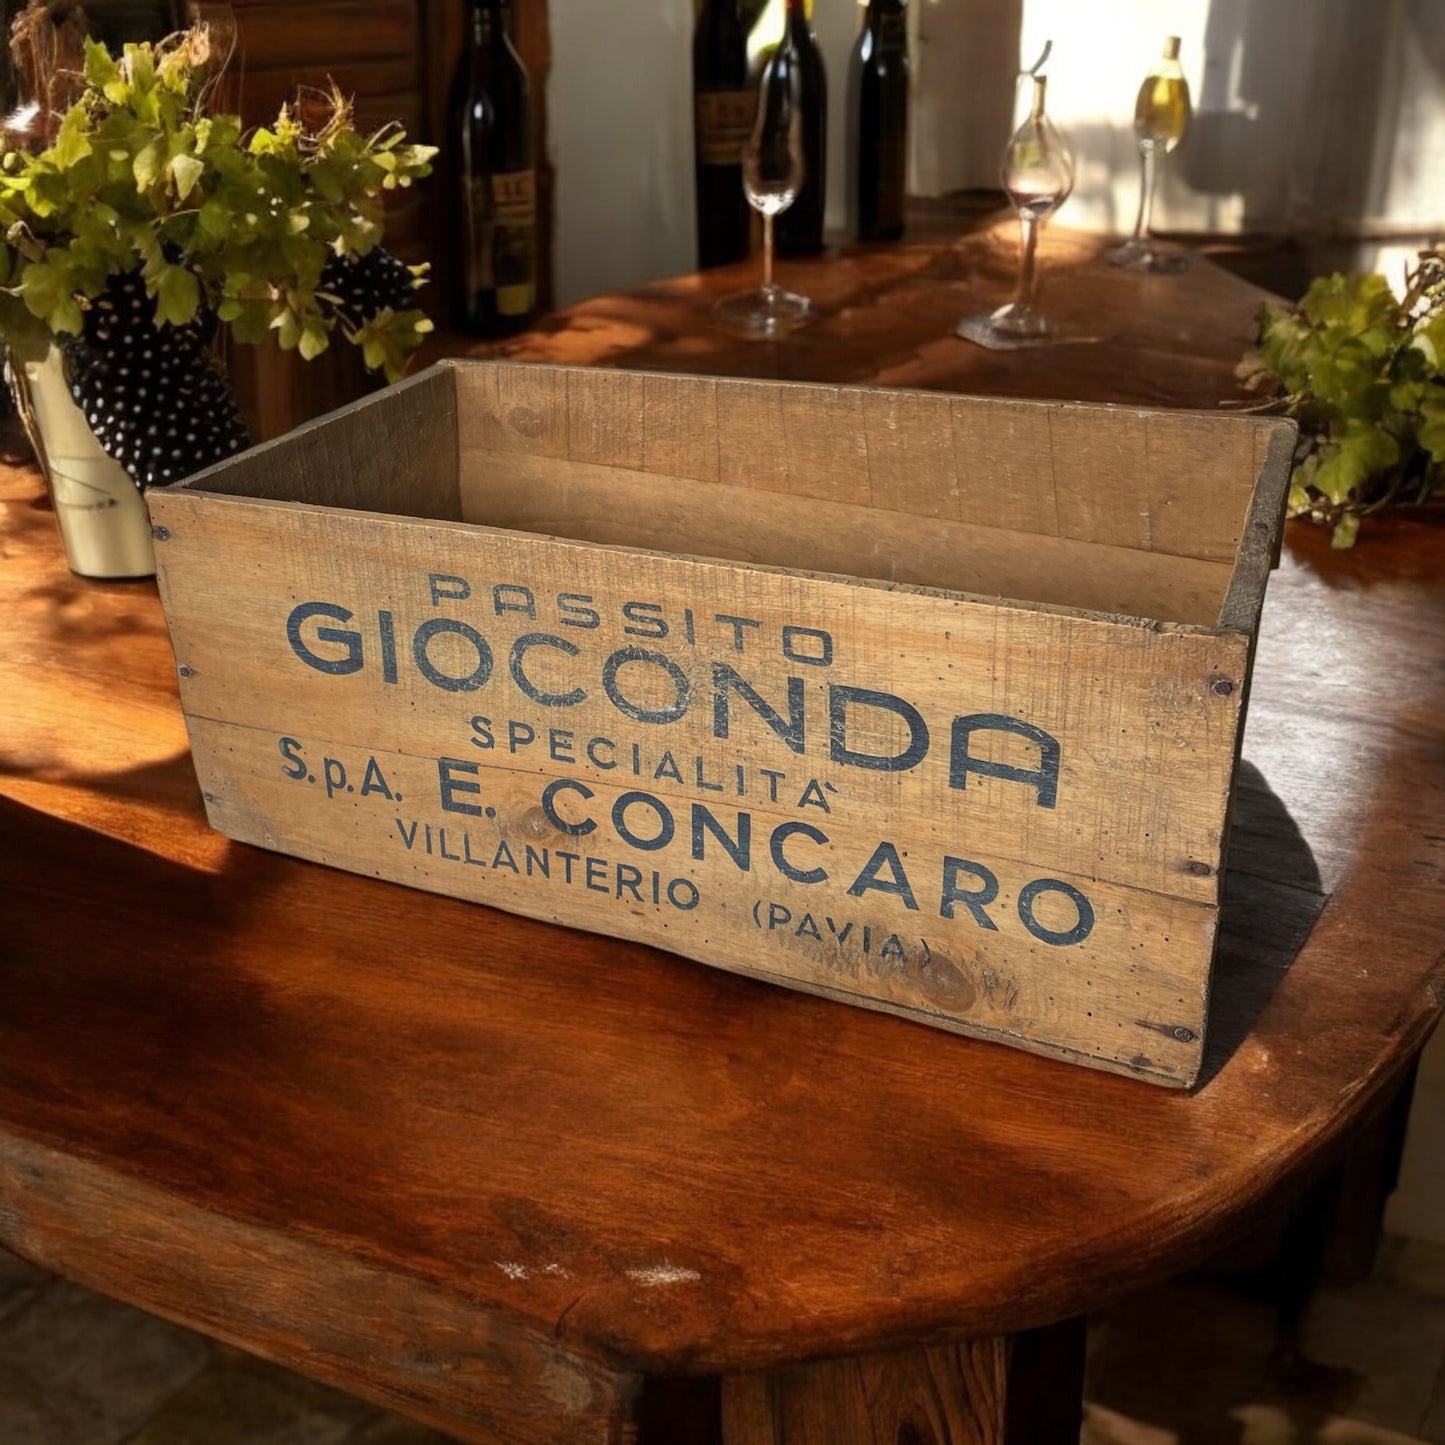 PASSITO
GIOCONDA
SPECIALITÀ
S.p.A. E. CONCARO
VILLANTERIO (PAVIA)